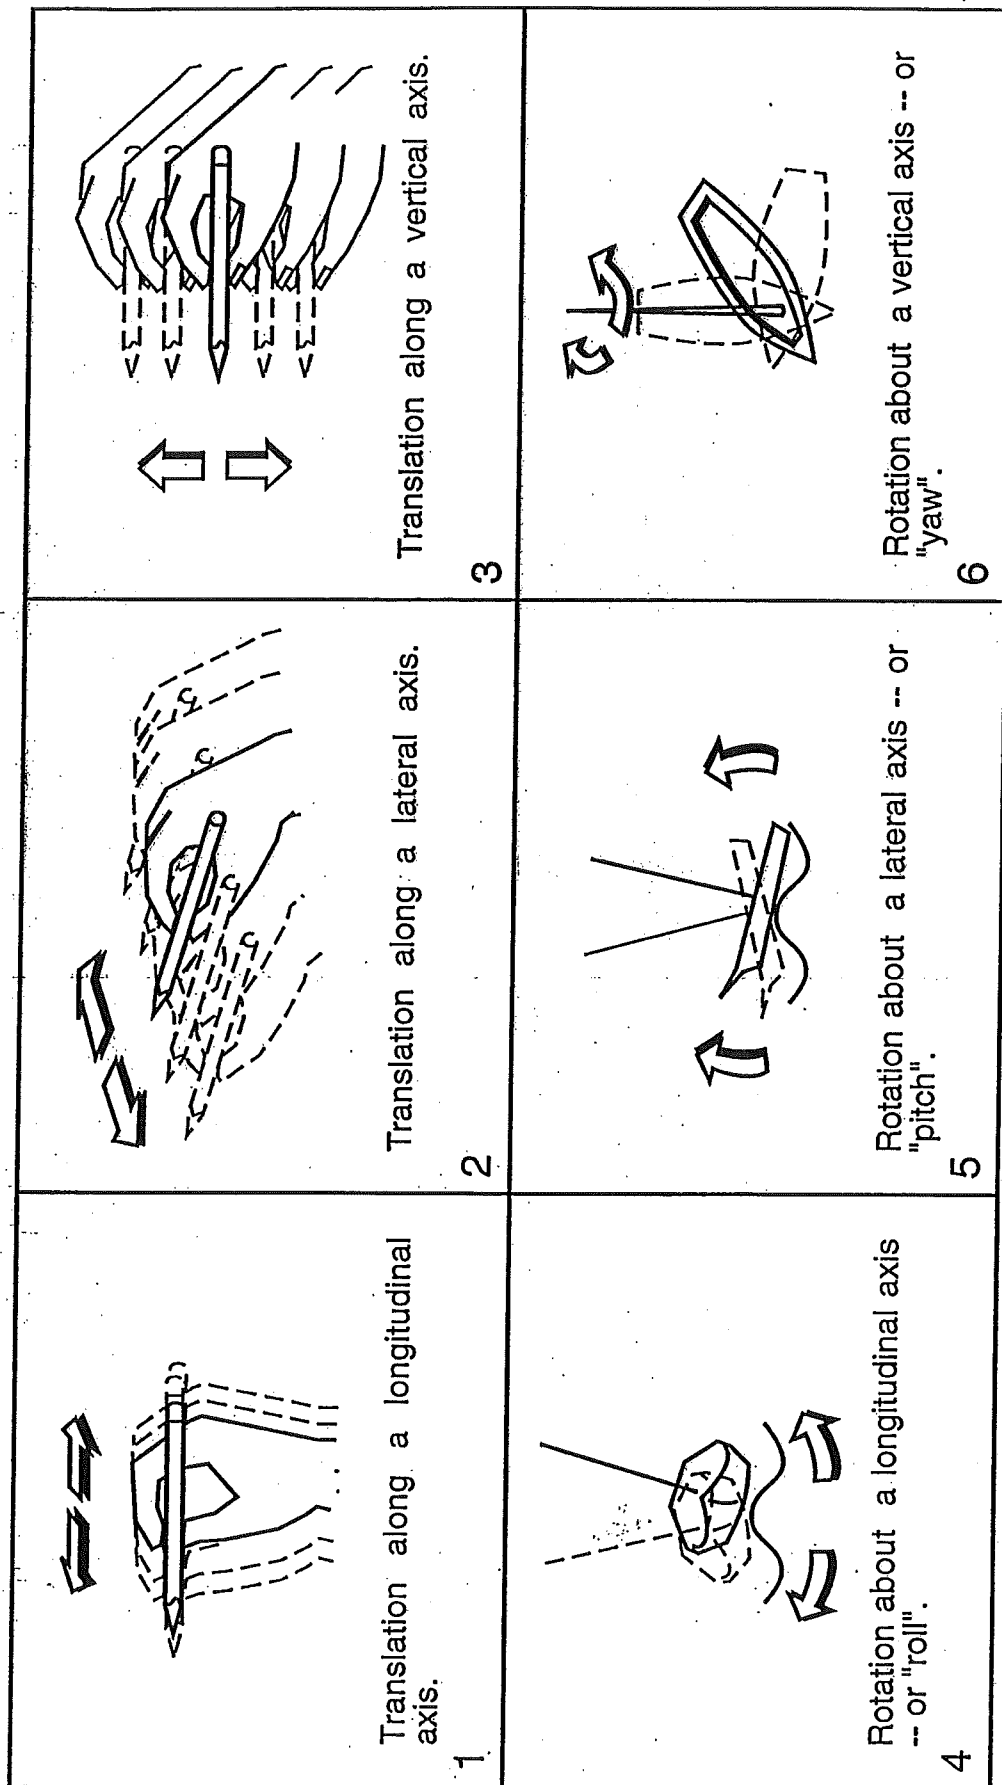 Translation along a longitudinal
axis.
1
Translation along a lateral axis.
2
Translation along a vertical axis.
3
Rotation about a longitudinal axis
-- or "roll".
4
Rotation about a lateral axis -- or
"pitch".
5
Rotation about a vertical axis -- or
"yaw".
6